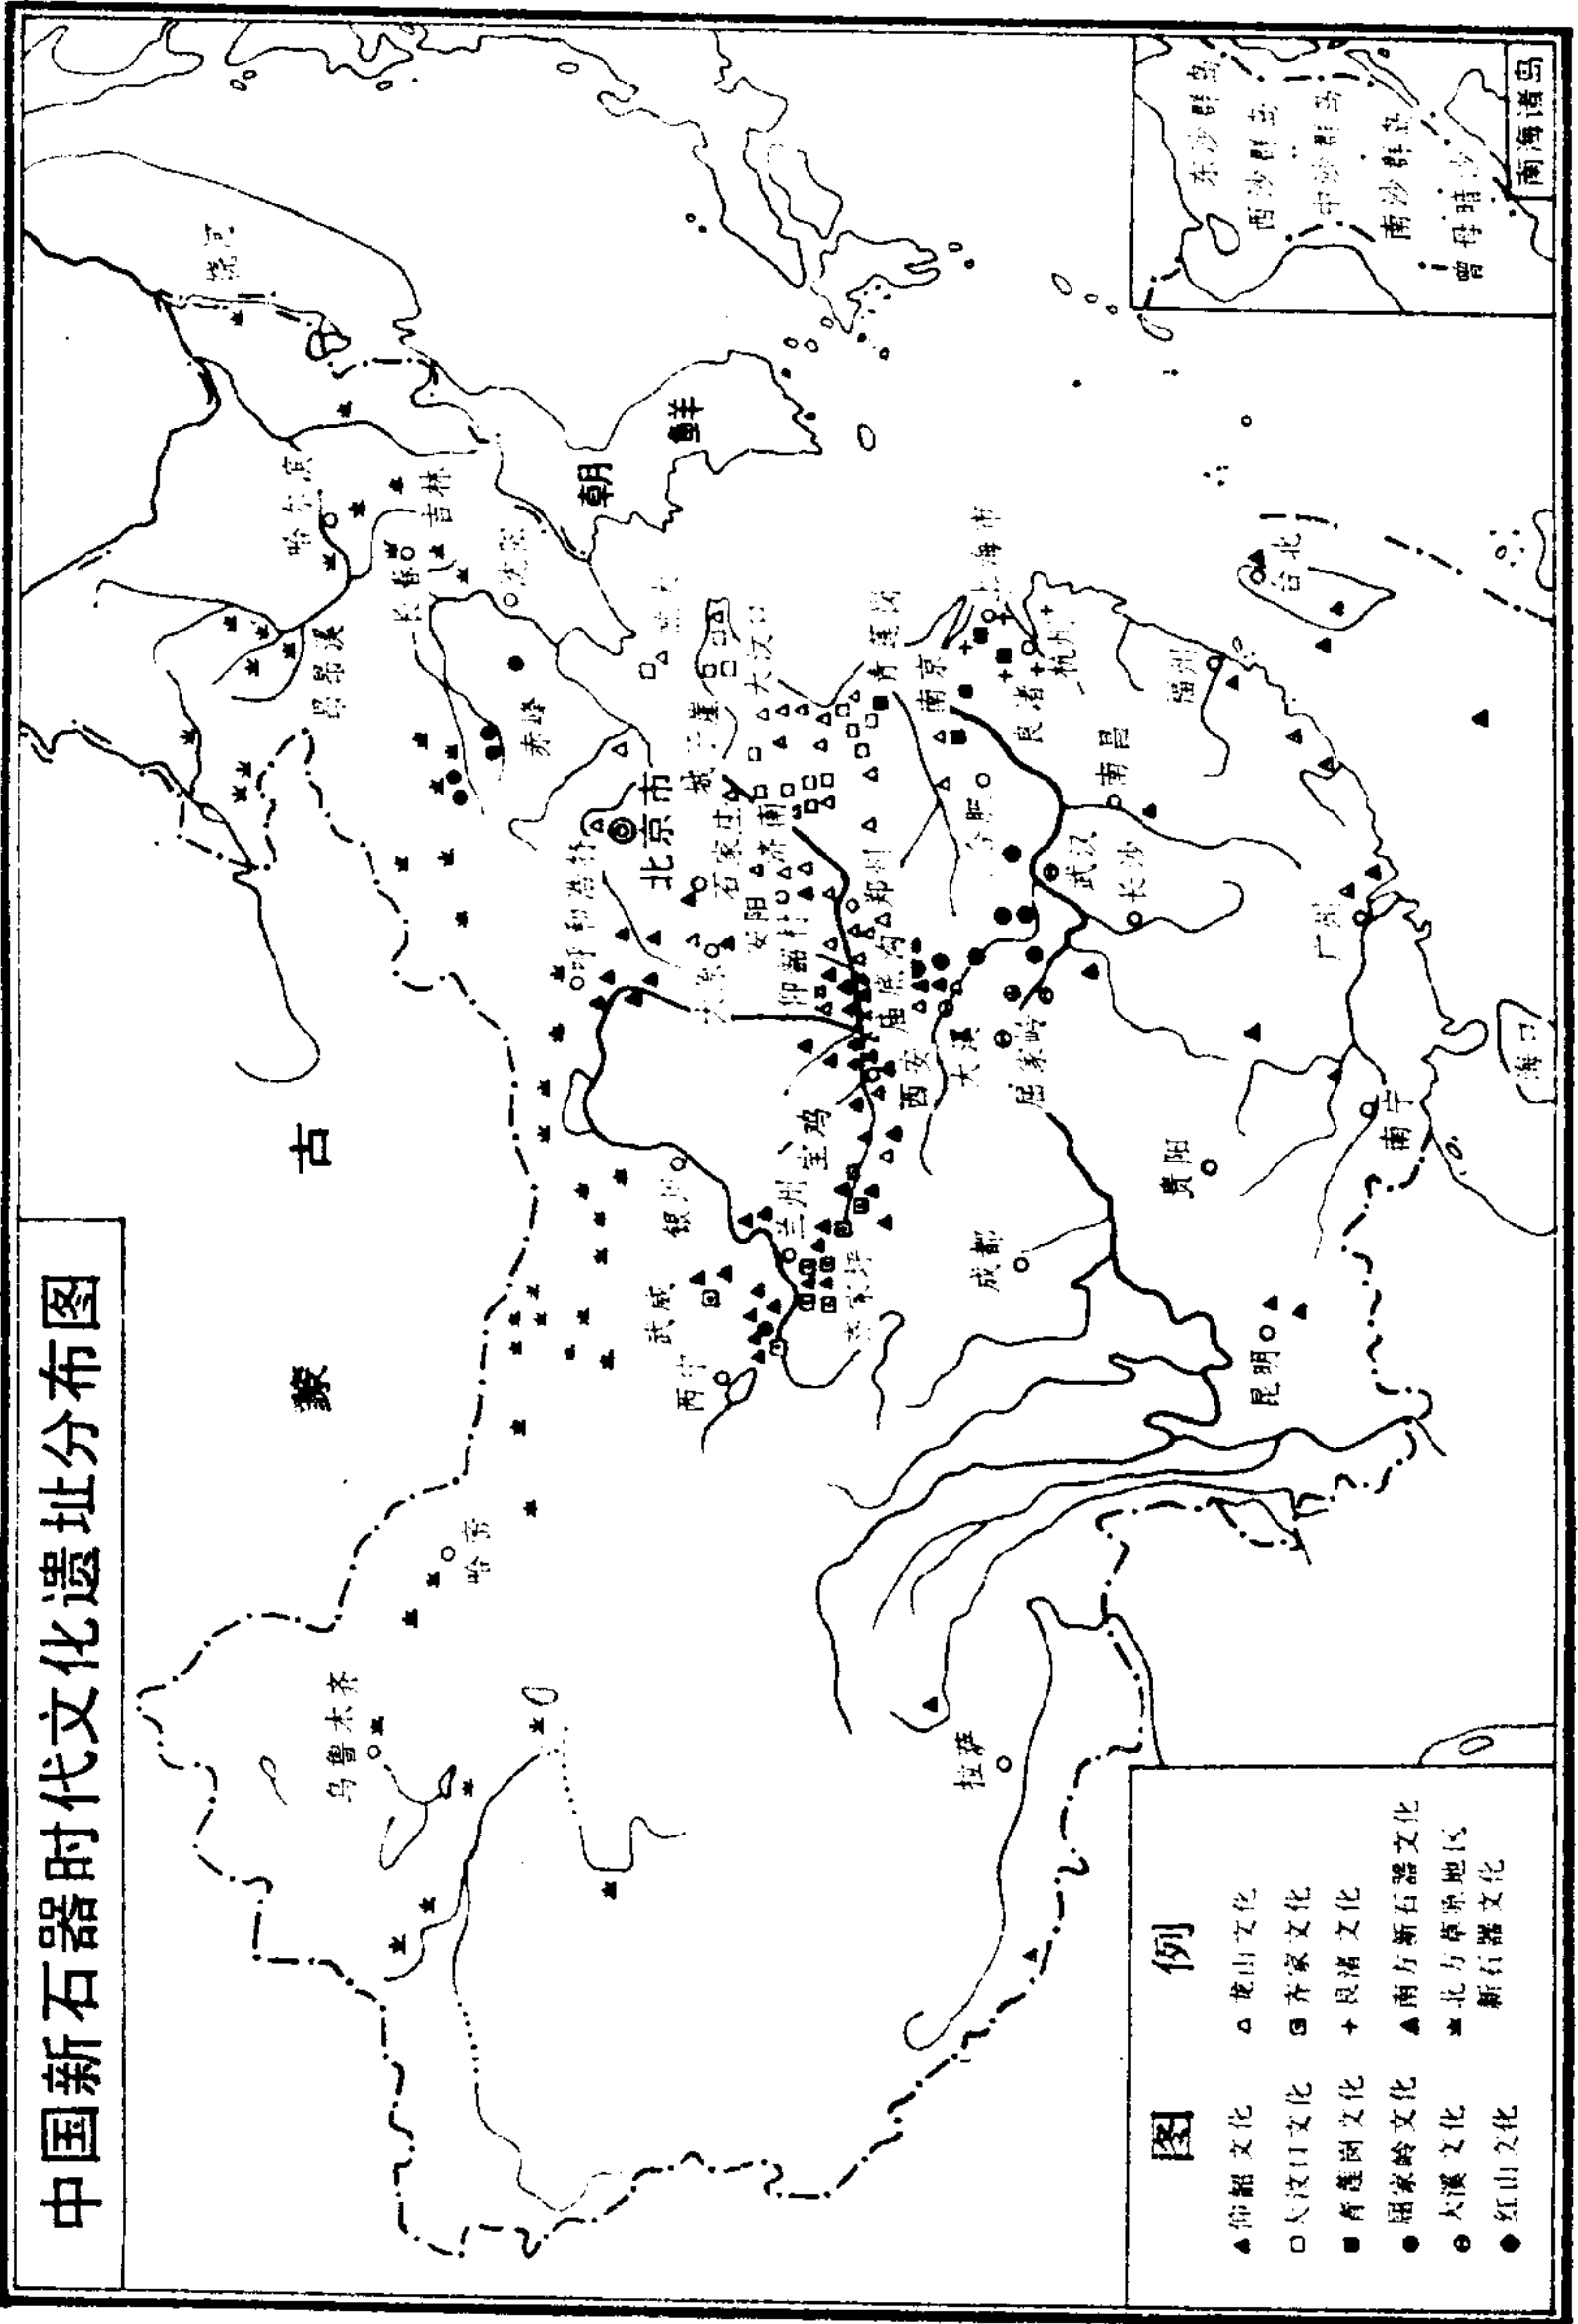 中国新石器时代文化遗址分布图
蒙
古
朝
鲜
饶河
哈尔滨
吉林
长春
沈阳
昂昂溪
赤峰
北京市
呼和浩特
石家庄
济南
城子崖
大汶口
青莲岗
安阳
仰韶村
郑州
庙底沟
太原
西安
宝鸡
兰州
银川
武威
西宁
齐家坪
哈密
乌鲁木齐
拉萨
成都
昆明
贵阳
大溪
屈家岭
武汉
长沙
合肥
南京
良渚
上海市
杭州
南昌
福州
台北
广州
南宁
海口
东沙群岛
西沙群岛
中沙群岛
南沙群岛
曾母暗沙
南海诸岛
图 例
仰韶文化
大汶口文化
青莲岗文化
屈家岭文化
大溪文化
红山文化
龙山文化
齐家文化
良渚文化
南方新石器文化
北方草原地区
新石器文化